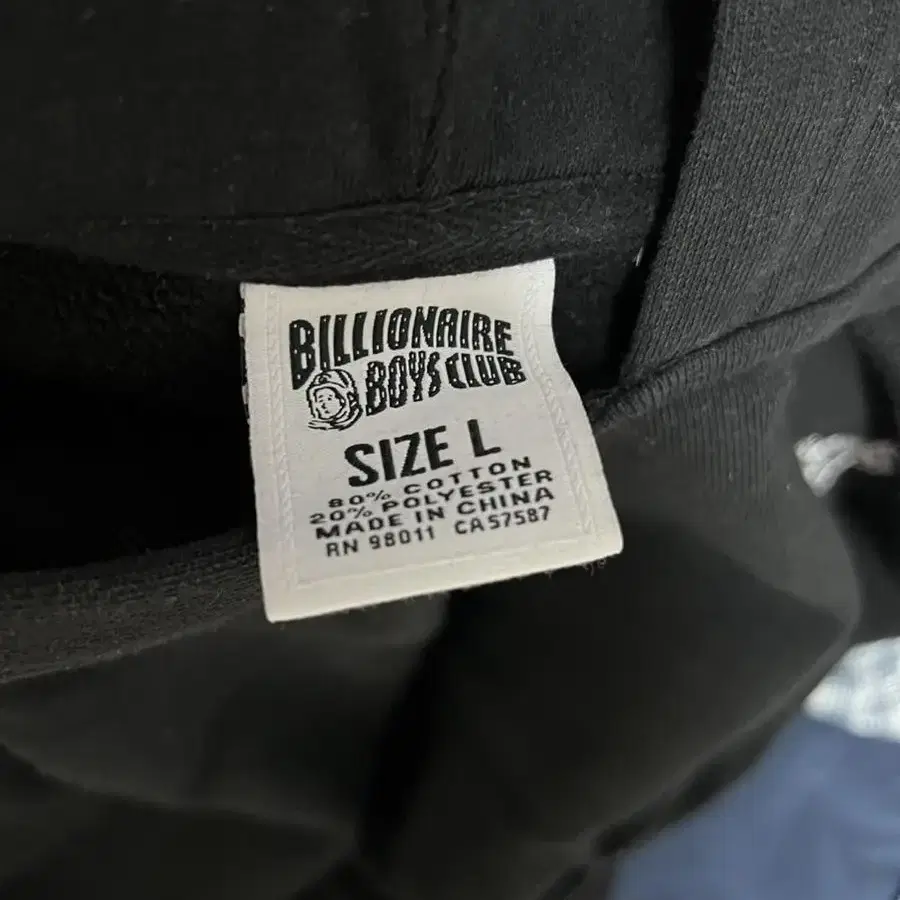 BILLIONAIRE
BOYS CLUB
SIZE L
80% COTTON
20% POLYESTER
MADE IN CHINA
RN 98011 CA57587